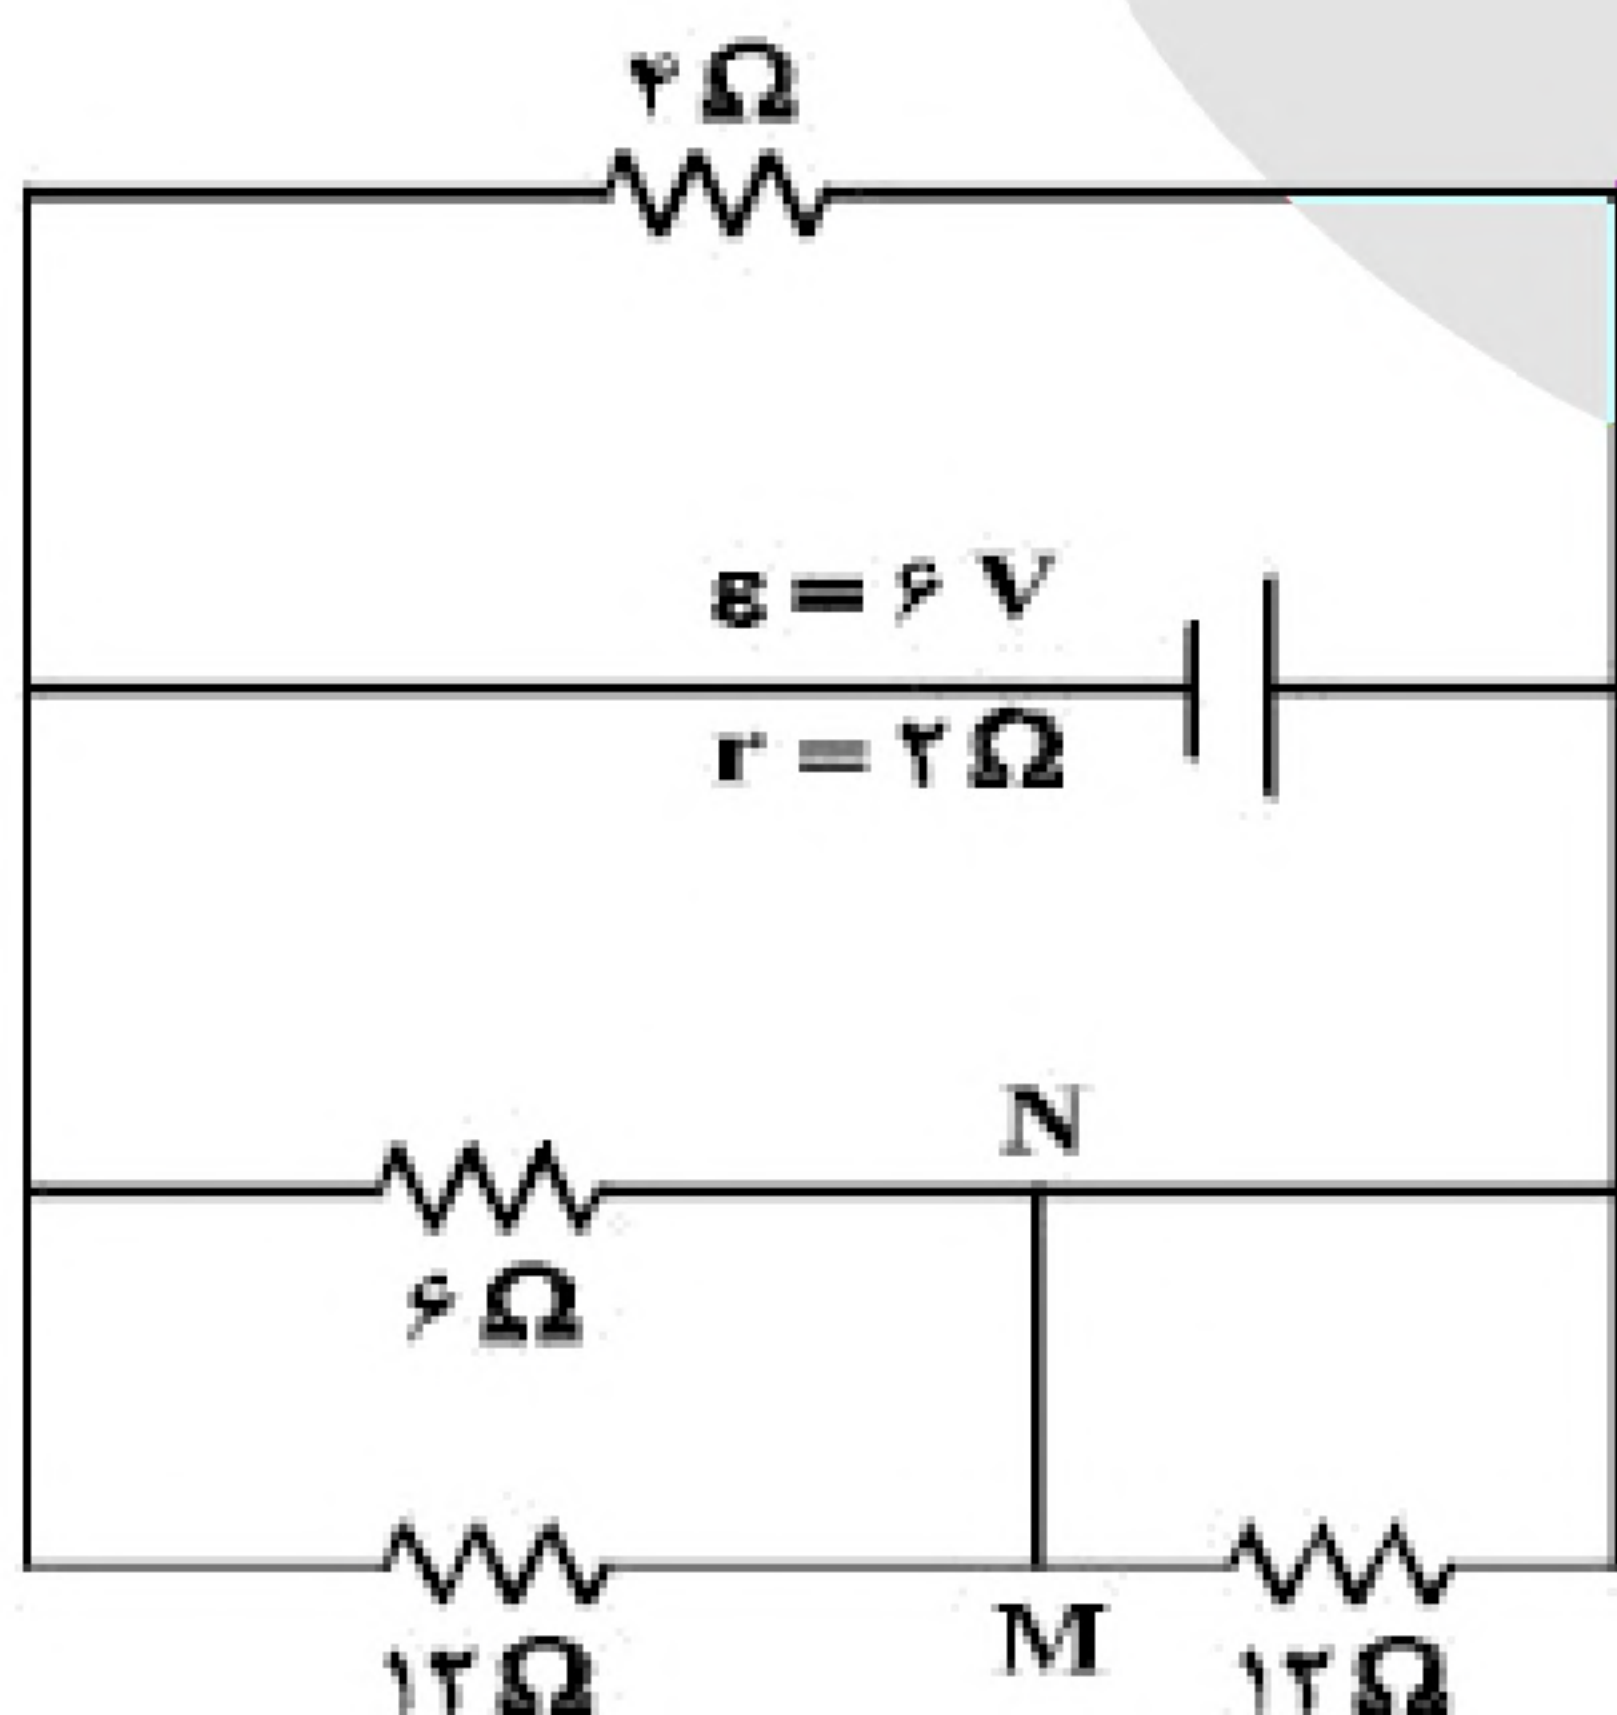 ۴ Ω
ε = ۶ V
r = ۲ Ω
N
۶ Ω
M
۱۲ Ω
۱۲ Ω